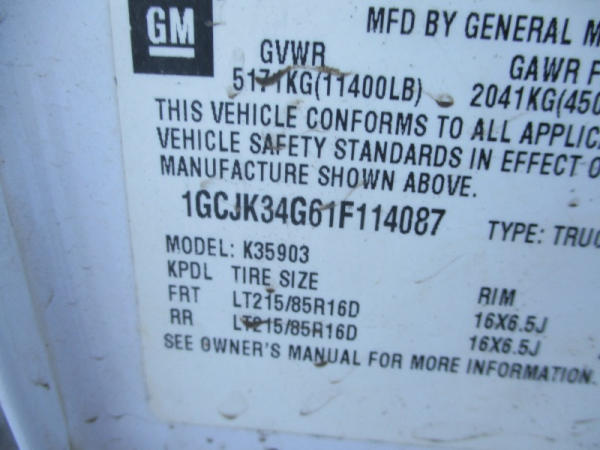 GM
MFD BY GENERAL M
GVWR
5171KG(11400LB)
GAWR F
2041KG(450
THIS VEHICLE CONFORMS TO ALL APPLIC
VEHICLE SAFETY STANDARDS IN EFFECT O
MANUFACTURE SHOWN ABOVE.
1GCJK34G61F114087
TYPE: TRUC
MODEL: K35903
KPDL TIRE SIZE RIM
FRT LT215/85R16D 16X6.5J
RR LT215/85R16D 16X6.5J
SEE OWNER'S MANUAL FOR MORE INFORMATION.